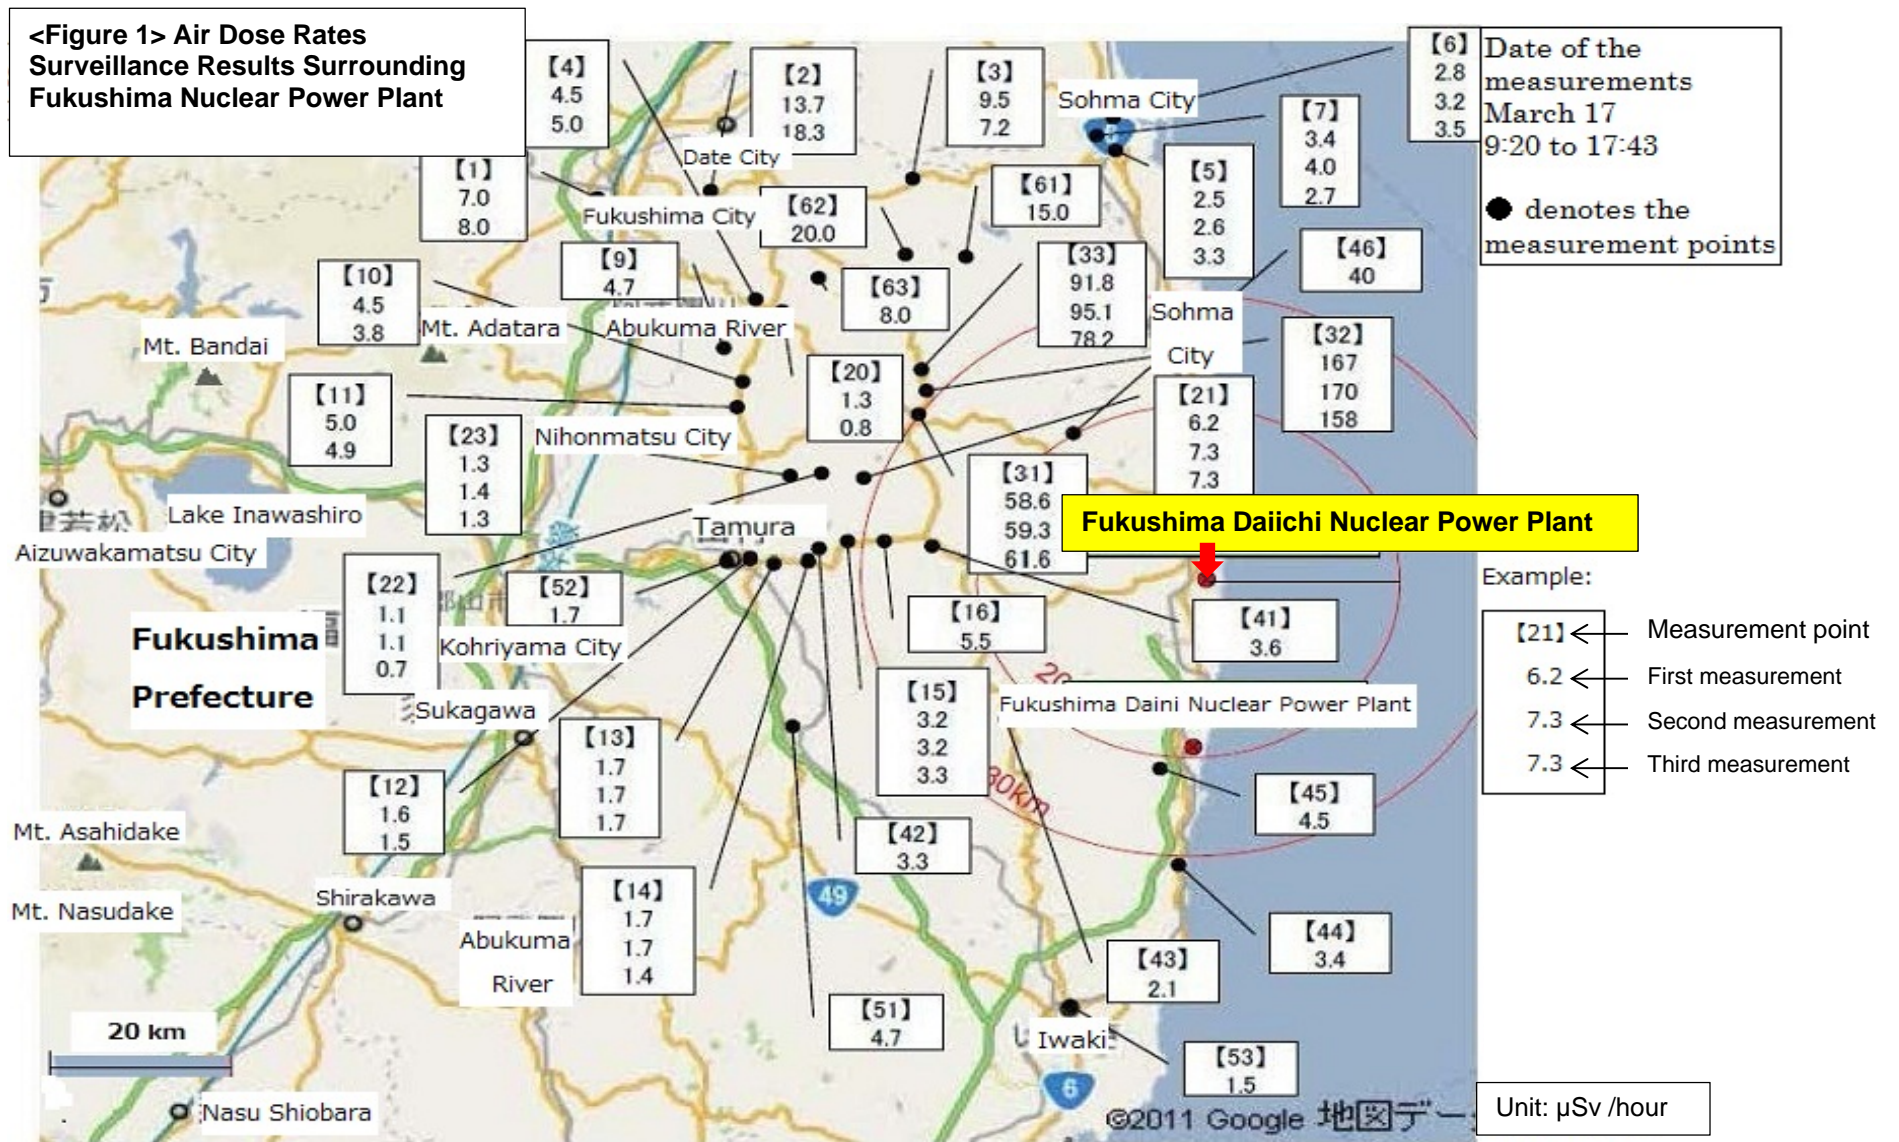 <Figure 1> Air Dose Rates
Surveillance Results Surrounding
Fukushima Nuclear Power Plant
【4】
4.5
5.0
【2】
13.7
18.3
【3】
9.5
7.2
Sohma City
【6】
2.8
3.2
3.5
Date of the
measurements
March 17
9:20 to 17:43
● denotes the
measurement points
【7】
3.4
4.0
2.7
Date City
【1】
7.0
8.0
Fukushima City
【62】
20.0
【61】
15.0
【5】
2.5
2.6
3.3
【46】
40
【10】
4.5
3.8
【9】
4.7
【63】
8.0
【33】
91.8
95.1
78.2
Sohma
City
【32】
167
170
158
Mt. Bandai
Mt. Adatara
Abukuma River
【11】
5.0
4.9
【23】
1.3
1.4
1.3
Nihonmatsu City
【20】
1.3
0.8
【21】
6.2
7.3
7.3
【31】
58.6
59.3
61.6
Fukushima Daiichi Nuclear Power Plant
若松
Lake Inawashiro
Aizuwakamatsu City
Tamura
【22】
1.1
1.1
0.7
【52】
1.7
郡山市
Kohriyama City
【16】
5.5
【41】
3.6
Example:
【21】
Measurement point
6.2
First measurement
7.3
Second measurement
7.3
Third measurement
Fukushima
Prefecture
Sukagawa
【13】
1.7
1.7
1.7
【15】
3.2
3.2
3.3
20
Fukushima Daini Nuclear Power Plant
30km
【12】
1.6
1.5
【42】
3.3
【45】
4.5
Mt. Asahidake
Mt. Nasudake
Shirakawa
【14】
1.7
1.7
1.4
49
Abukuma
River
【44】
3.4
【43】
2.1
【51】
4.7
Iwaki
【53】
1.5
20 km
6
Nasu Shiobara
©2011 Google 地図デー
Unit: µSv /hour